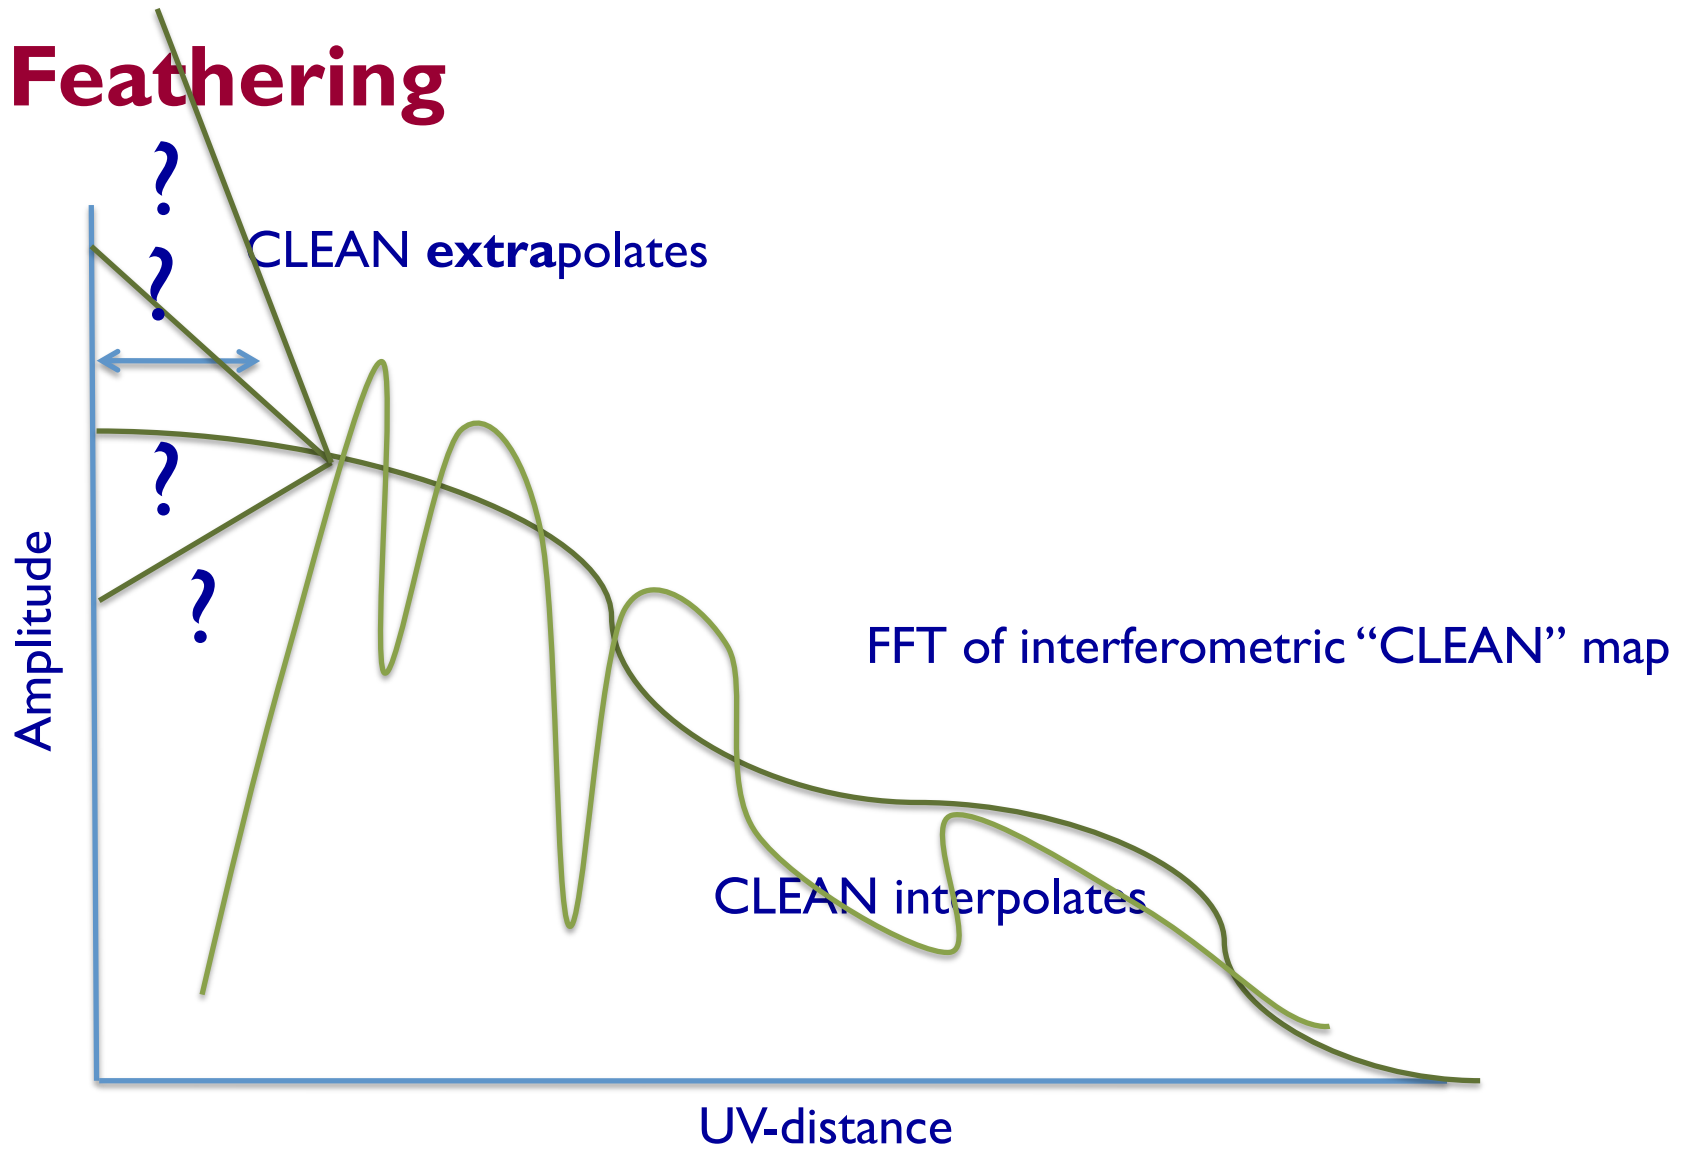 Feathering
?
?
CLEAN extrapolates
?
?
Amplitude
FFT of interferometric “CLEAN” map
CLEAN interpolates
UV-distance